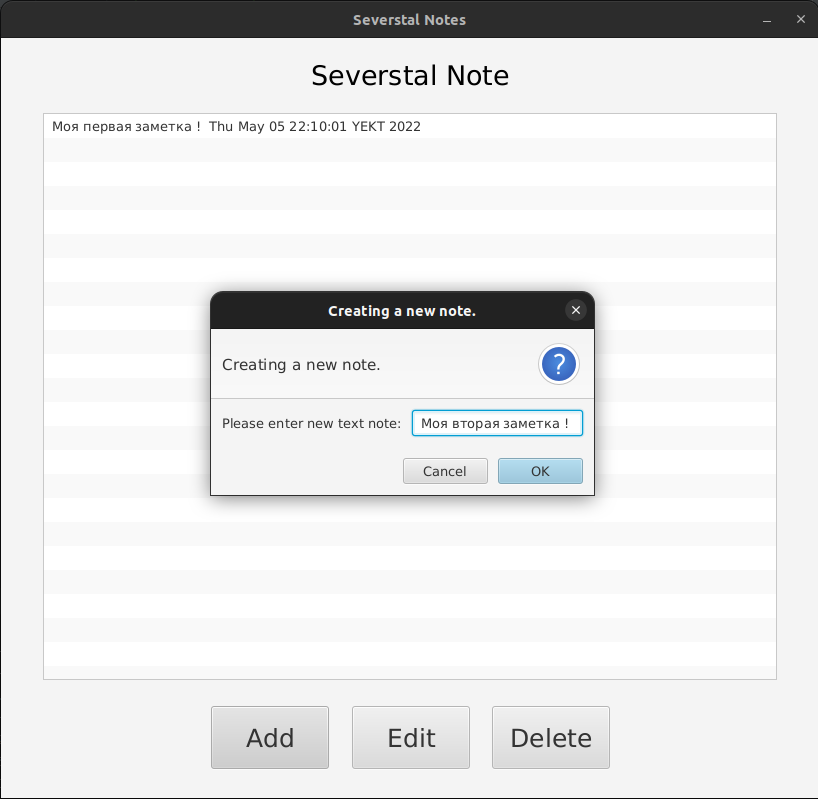 Severstal Notes
Severstal Note
Моя первая заметка !  Thu May 05 22:10:01 YEKT 2022
Creating a new note.
Creating a new note.
?
Please enter new text note: Моя вторая заметка !
Cancel OK
Add Edit Delete